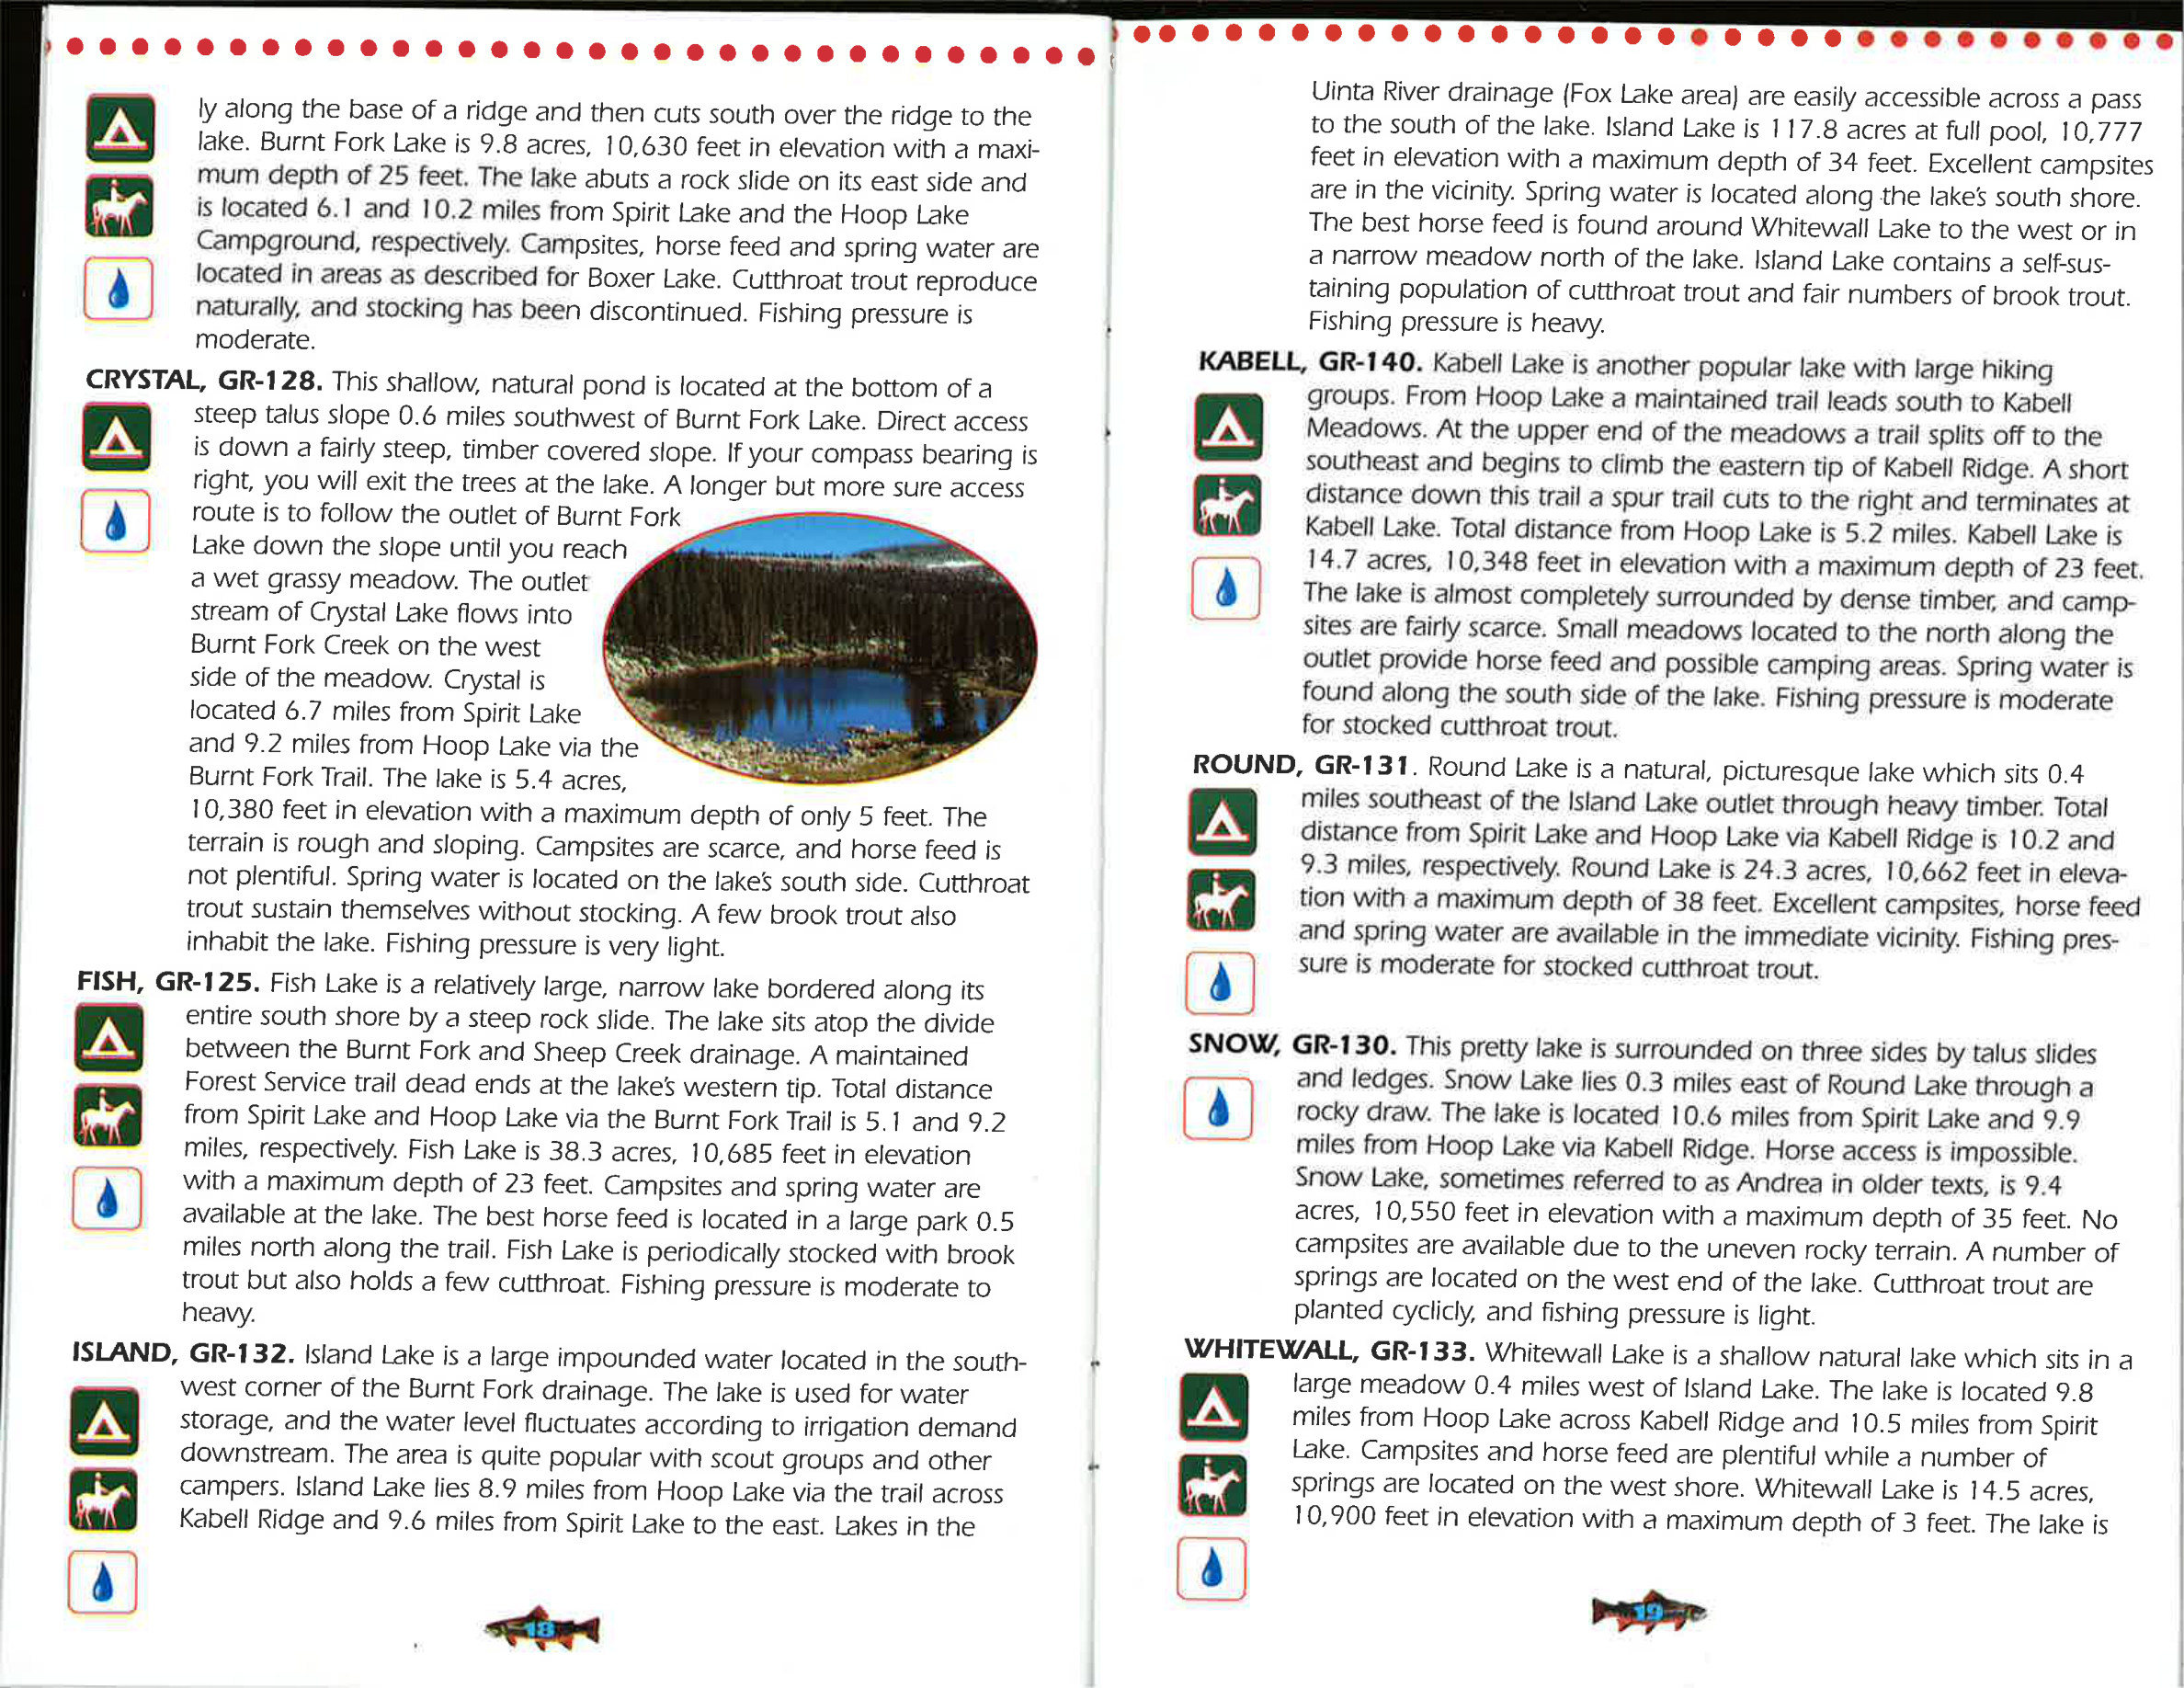 ly along the base of a ridge and then cuts south over the ridge to the
lake. Burnt Fork Lake is 9.8 acres, 10,630 feet in elevation with a maxi-
mum depth of 25 feet. The lake abuts a rock slide on its east side and
is located 6.1 and 10.2 miles from Spirit Lake and the Hoop Lake
Campground, respectively. Campsites, horse feed and spring water are
located in areas as described for Boxer Lake. Cutthroat trout reproduce
naturally, and stocking has been discontinued. Fishing pressure is
moderate.
CRYSTAL, GR-128. This shallow, natural pond is located at the bottom of a
steep talus slope 0.6 miles southwest of Burnt Fork Lake. Direct access
is down a fairly steep, timber covered slope. If your compass bearing is
right, you will exit the trees at the lake. A longer but more sure access
route is to follow the outlet of Burnt Fork
Lake down the slope until you reach
a wet grassy meadow. The outlet
stream of Crystal Lake flows into
Burnt Fork Creek on the west
side of the meadow. Crystal is
located 6.7 miles from Spirit Lake
and 9.2 miles from Hoop Lake via the
Burnt Fork Trail. The lake is 5.4 acres,
10,380 feet in elevation with a maximum depth of only 5 feet. The
terrain is rough and sloping. Campsites are scarce, and horse feed is
not plentiful. Spring water is located on the lake's south side. Cutthroat
trout sustain themselves without stocking. A few brook trout also
inhabit the lake. Fishing pressure is very light.
FISH, GR-125. Fish Lake is a relatively large, narrow lake bordered along its
entire south shore by a steep rock slide. The lake sits atop the divide
between the Burnt Fork and Sheep Creek drainage. A maintained
Forest Service trail dead ends at the lake's western tip. Total distance
from Spirit Lake and Hoop Lake via the Burnt Fork Trail is 5.1 and 9.2
miles, respectively. Fish Lake is 38.3 acres, 10,685 feet in elevation
with a maximum depth of 23 feet. Campsites and spring water are
available at the lake. The best horse feed is located in a large park 0.5
miles north along the trail. Fish Lake is periodically stocked with brook
trout but also holds a few cutthroat. Fishing pressure is moderate to
heavy.
ISLAND, GR-132. Island Lake is a large impounded water located in the south-
west corner of the Burnt Fork drainage. The lake is used for water
storage, and the water level fluctuates according to irrigation demand
downstream. The area is quite popular with scout groups and other
campers. Island Lake lies 8.9 miles from Hoop Lake via the trail across
Kabell Ridge and 9.6 miles from Spirit Lake to the east. Lakes in the
18
Uinta River drainage (Fox Lake area) are easily accessible across a pass
to the south of the lake. Island Lake is 117.8 acres at full pool, 10,777
feet in elevation with a maximum depth of 34 feet. Excellent campsites
are in the vicinity. Spring water is located along the lake's south shore.
The best horse feed is found around Whitewall Lake to the west or in
a narrow meadow north of the lake. Island Lake contains a self-sus-
taining population of cutthroat trout and fair numbers of brook trout.
Fishing pressure is heavy.
KABELL, GR-140. Kabell Lake is another popular lake with large hiking
groups. From Hoop Lake a maintained trail leads south to Kabell
Meadows. At the upper end of the meadows a trail splits off to the
southeast and begins to climb the eastern tip of Kabell Ridge. A short
distance down this trail a spur trail cuts to the right and terminates at
Kabell Lake. Total distance from Hoop Lake is 5.2 miles. Kabell Lake is
14.7 acres, 10,348 feet in elevation with a maximum depth of 23 feet.
The lake is almost completely surrounded by dense timber, and camp-
sites are fairly scarce. Small meadows located to the north along the
outlet provide horse feed and possible camping areas. Spring water is
found along the south side of the lake. Fishing pressure is moderate
for stocked cutthroat trout.
ROUND, GR-131. Round Lake is a natural, picturesque lake which sits 0.4
miles southeast of the Island Lake outlet through heavy timber. Total
distance from Spirit Lake and Hoop Lake via Kabell Ridge is 10.2 and
9.3 miles, respectively. Round Lake is 24.3 acres, 10,662 feet in eleva-
tion with a maximum depth of 38 feet. Excellent campsites, horse feed
and spring water are available in the immediate vicinity. Fishing pres-
sure is moderate for stocked cutthroat trout.
SNOW, GR-130. This pretty lake is surrounded on three sides by talus slides
and ledges. Snow Lake lies 0.3 miles east of Round Lake through a
rocky draw. The lake is located 10.6 miles from Spirit Lake and 9.9
miles from Hoop Lake via Kabell Ridge. Horse access is impossible.
Snow Lake, sometimes referred to as Andrea in older texts, is 9.4
acres, 10,550 feet in elevation with a maximum depth of 35 feet. No
campsites are available due to the uneven rocky terrain. A number of
springs are located on the west end of the lake. Cutthroat trout are
planted cyclicly, and fishing pressure is light.
WHITEWALL, GR-133. Whitewall Lake is a shallow natural lake which sits in a
large meadow 0.4 miles west of Island Lake. The lake is located 9.8
miles from Hoop Lake across Kabell Ridge and 10.5 miles from Spirit
Lake. Campsites and horse feed are plentiful while a number of
springs are located on the west shore. Whitewall Lake is 14.5 acres,
10,900 feet in elevation with a maximum depth of 3 feet. The lake is
19